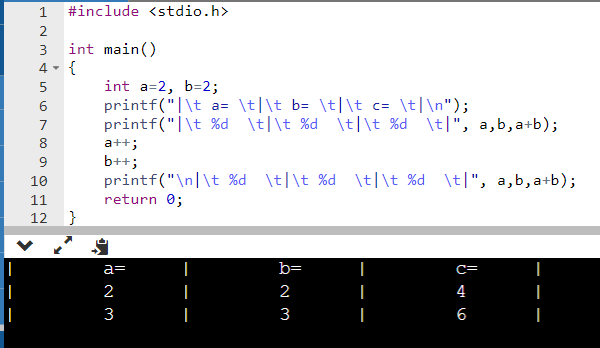 1 #include <stdio.h>
2
3 int main()
4 {
5     int a=2, b=2;
6     printf("|\t a= \t|\t b= \t|\t c= \t|\n");
7     printf("|\t %d  \t|\t %d  \t|\t %d  \t|", a,b,a+b);
8     a++;
9     b++;
10     printf("\n|\t %d  \t|\t %d  \t|\t %d  \t|", a,b,a+b);
11     return 0;
12 }
|       a=      |       b=      |       c=      |
|       2       |       2       |       4       |
|       3       |       3       |       6       |